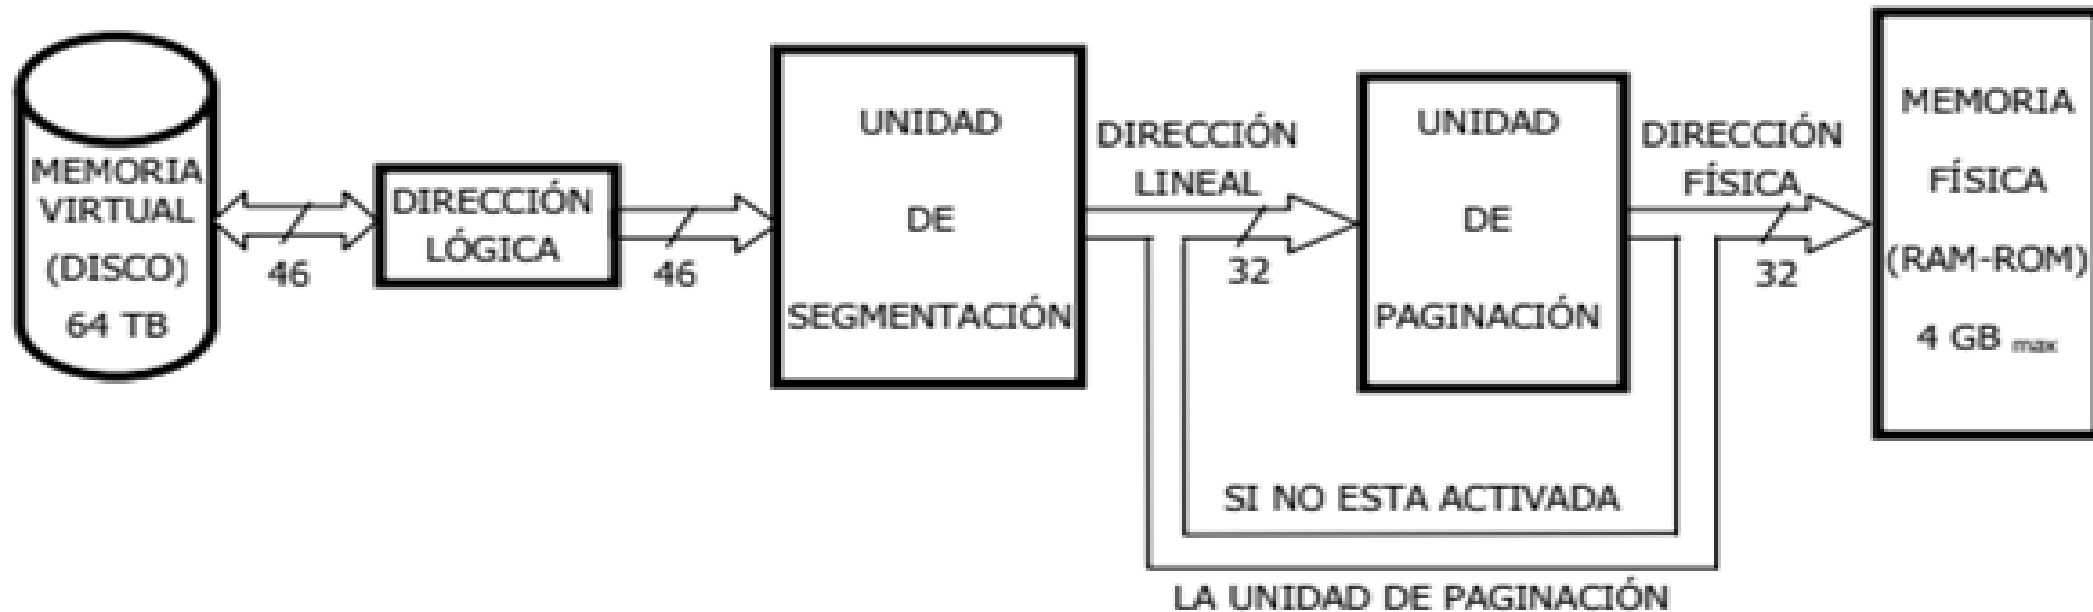 MEMORIA
VIRTUAL
(DISCO)
64 TB
46
DIRECCIÓN
LÓGICA
46
UNIDAD
DE
SEGMENTACIÓN
DIRECCIÓN
LINEAL
32
UNIDAD
DE
PAGINACIÓN
DIRECCIÓN
FÍSICA
32
MEMORIA
FÍSICA
(RAM-ROM)
4 GB max
SI NO ESTA ACTIVADA
LA UNIDAD DE PAGINACIÓN